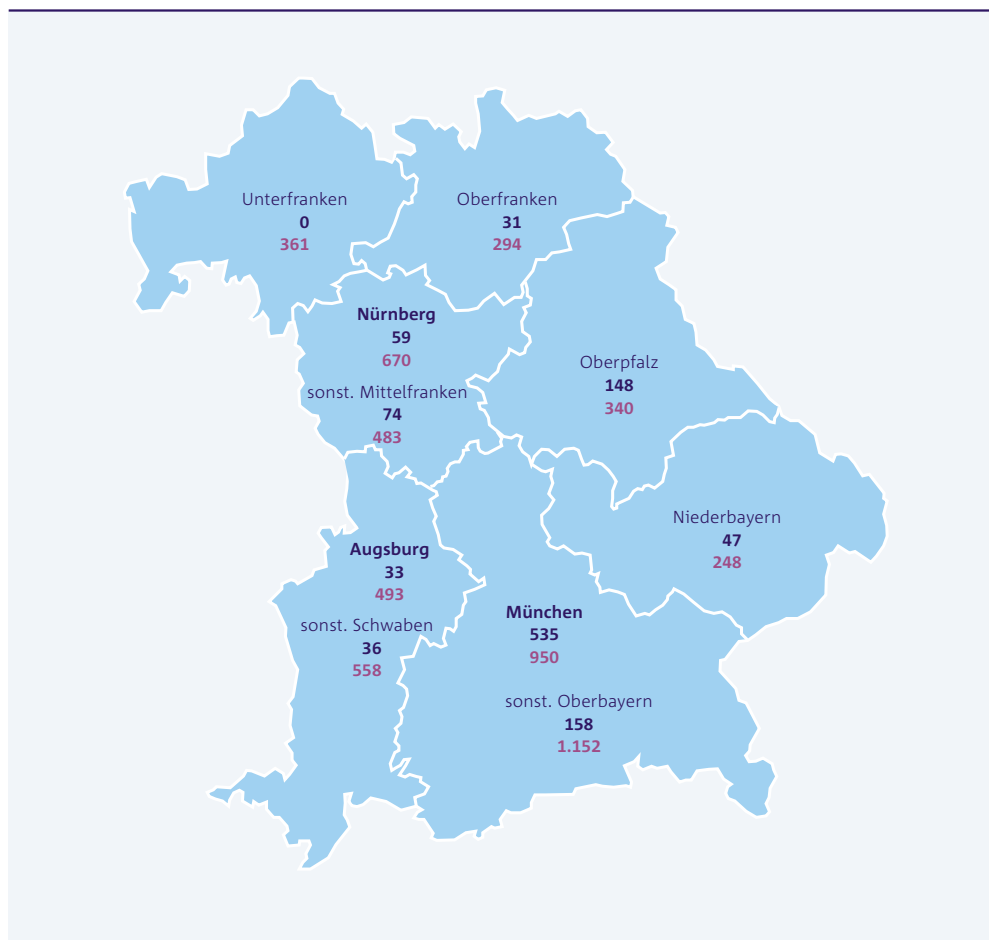 Unterfranken
0
361
Oberfranken
31
294
Nürnberg
59
670
sonst. Mittelfranken
74
483
Oberpfalz
148
340
Niederbayern
47
248
Augsburg
33
493
sonst. Schwaben
36
558
München
535
950
sonst. Oberbayern
158
1.152